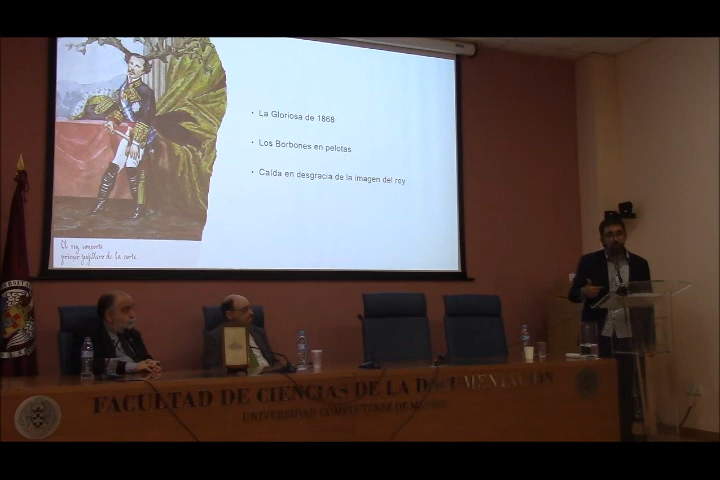 • La Gloriosa de 1868
• Los Borbones en pelotas
• Caída en desgracia de la imagen del rey
El rey consorte
primer pajillero de la corte.
FACULTAD DE CIENCIAS DE LA DOCUMENTACIÓN
UNIVERSIDAD COMPLUTENSE DE MADRID